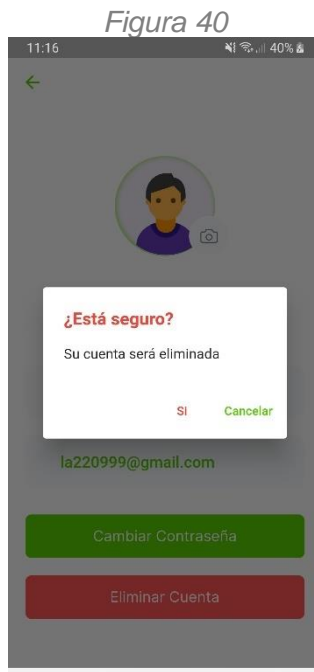 Figura 40
11:16 40%
¿Está seguro?
Su cuenta será eliminada
SI Cancelar
la220999@gmail.com
Cambiar Contraseña
Eliminar Cuenta